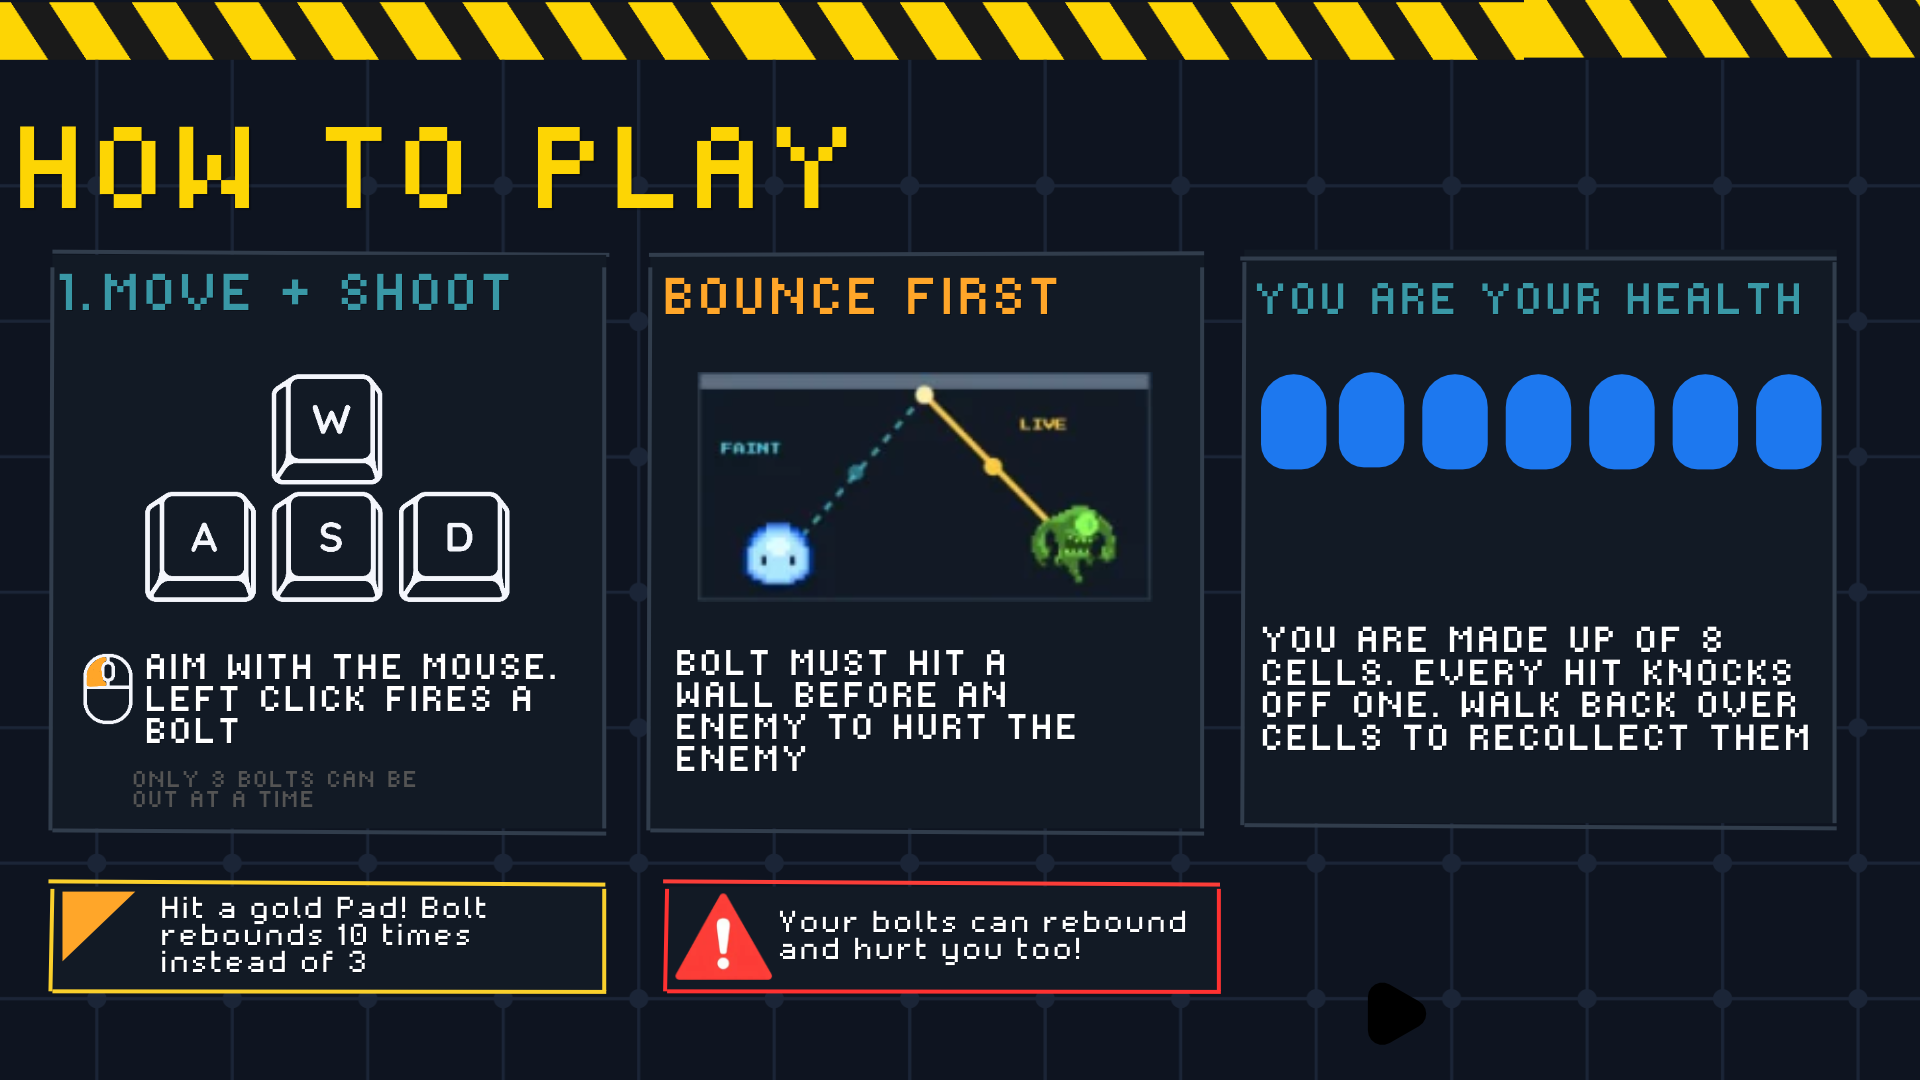 HOW TO PLAY
1.MOVE + SHOOT
W
A S D
AIM WITH THE MOUSE.
LEFT CLICK FIRES A
BOLT
ONLY 3 BOLTS CAN BE
OUT AT A TIME
BOUNCE FIRST
LIVE
FAINT
BOLT MUST HIT A
WALL BEFORE AN
ENEMY TO HURT THE
ENEMY
YOU ARE YOUR HEALTH
YOU ARE MADE UP OF 8
CELLS. EVERY HIT KNOCKS
OFF ONE. WALK BACK OVER
CELLS TO RECOLLECT THEM
Hit a gold Pad! Bolt
rebounds 10 times
instead of 3
Your bolts can rebound
and hurt you too!